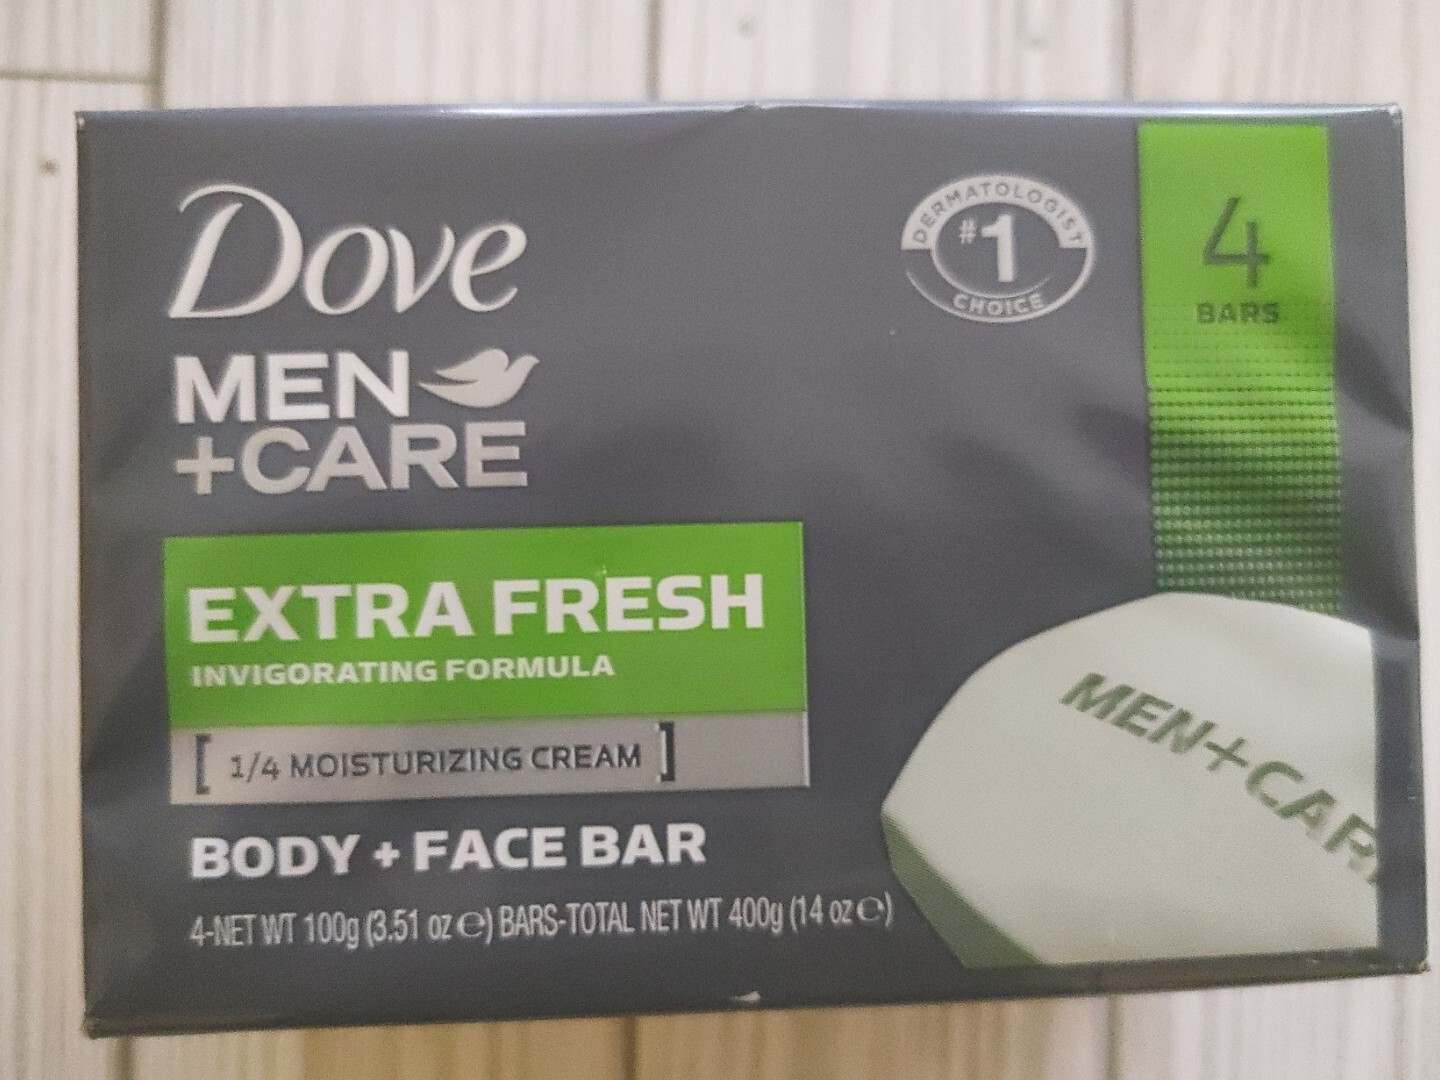 Dove
MEN
+CARE
DERMATOLOGIST
#1
CHOICE
4
BARS
EXTRA FRESH
INVIGORATING FORMULA
[ 1/4 MOISTURIZING CREAM ]
BODY + FACE BAR
4-NET WT 100g (3.51 oz ℮) BARS-TOTAL NET WT 400g (14 oz ℮)
MEN+CAR